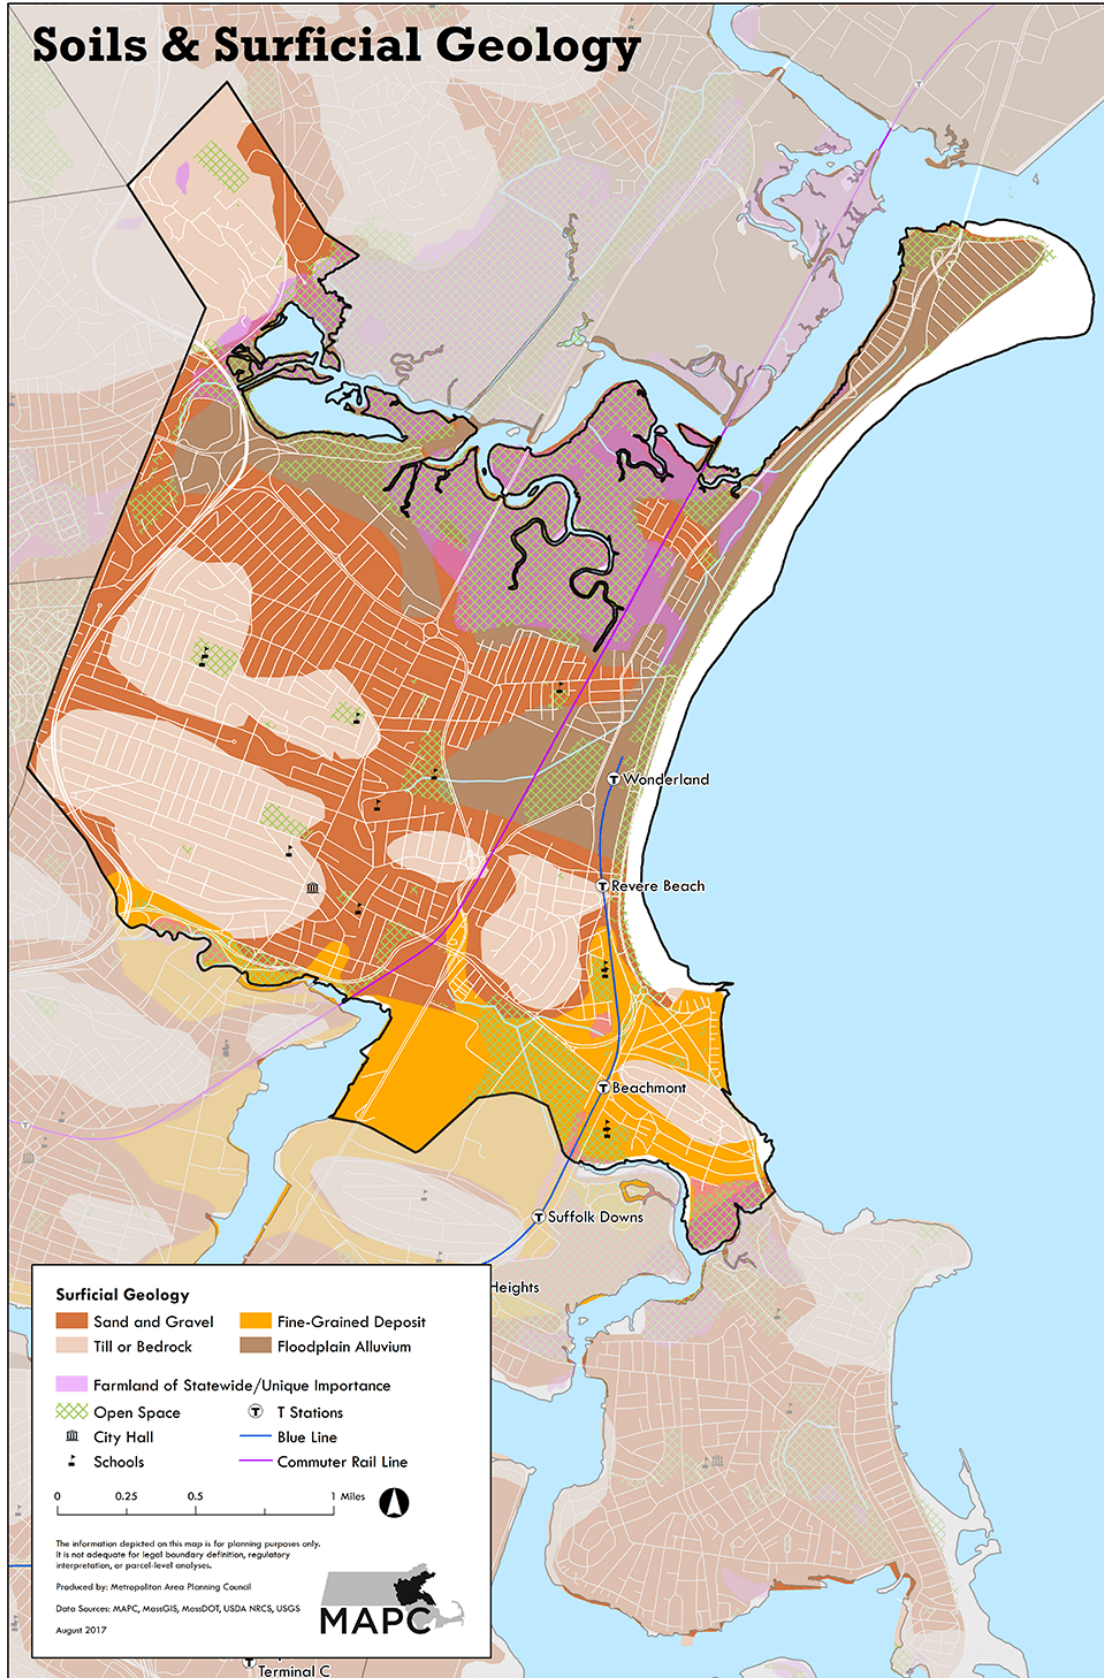 Soils & Surficial Geology
T
T Wonderland
T Revere Beach
T Beachmont
T Suffolk Downs
T
Heights
Surficial Geology
Sand and Gravel
Fine-Grained Deposit
Till or Bedrock
Floodplain Alluvium
Farmland of Statewide/Unique Importance
Open Space
T T Stations
City Hall
Blue Line
Schools
Commuter Rail Line
0 0.25 0.5 1 Miles
The information depicted on this map is for planning purposes only.
It is not adequate for legal boundary definition, regulatory
interpretation, or parcel-level analyses.
Produced by: Metropolitan Area Planning Council
Data Sources: MAPC, MassGIS, MassDOT, USDA NRCS, USGS
August 2017
MAPC
T
Terminal C